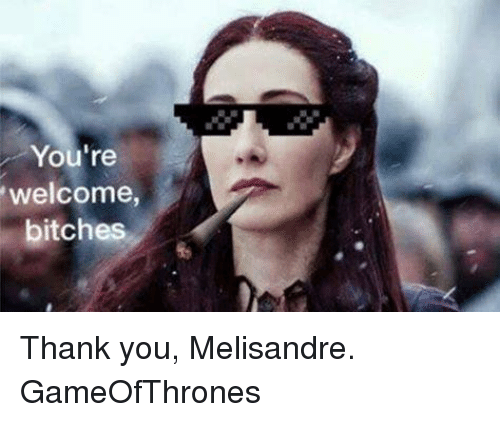 You're
welcome,
bitches
Thank you, Melisandre.
GameOfThrones